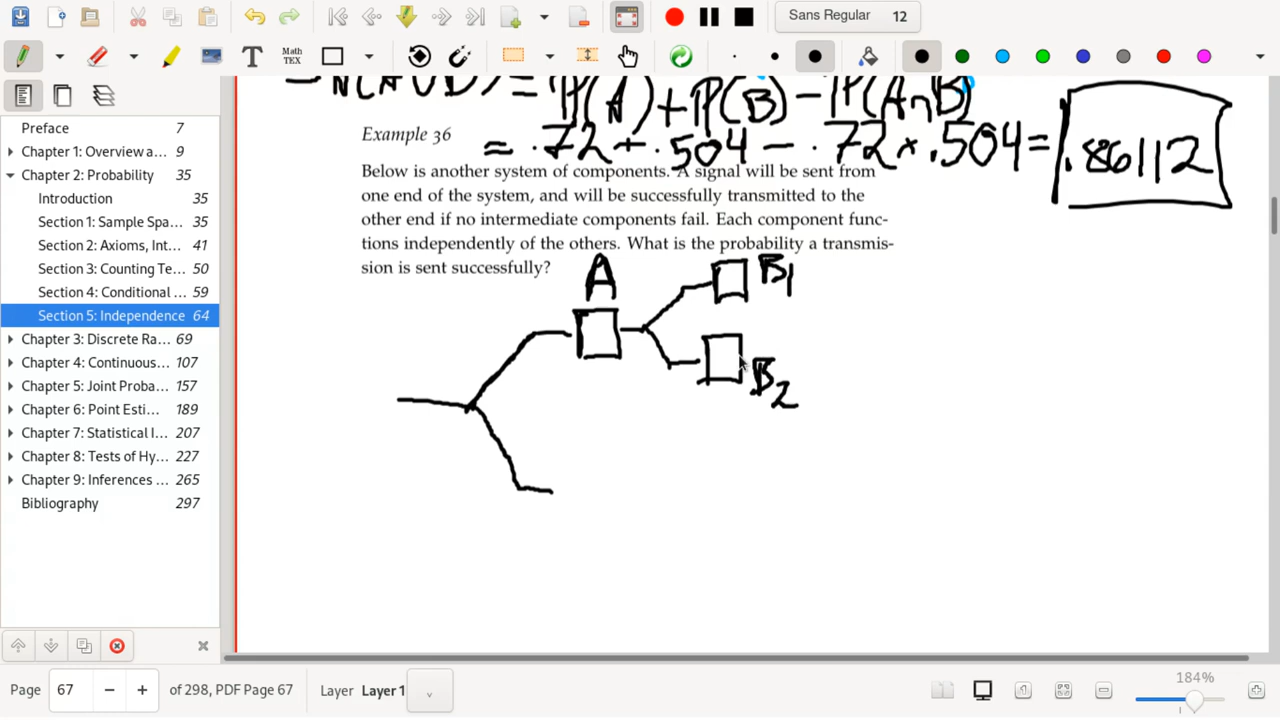 Sans Regular 12
T Math TEX
Preface 7
Chapter 1: Overview a... 9
Chapter 2: Probability 35
Introduction 35
Section 1: Sample Spa... 35
Section 2: Axioms, Int... 41
Section 3: Counting Te... 50
Section 4: Conditional ... 59
Section 5: Independence 64
Chapter 3: Discrete Ra... 69
Chapter 4: Continuous... 107
Chapter 5: Joint Proba... 157
Chapter 6: Point Esti... 189
Chapter 7: Statistical I... 207
Chapter 8: Tests of Hy... 227
Chapter 9: Inferences ... 265
Bibliography 297
= P(A) + P(B) − P(A∩B)
Example 36
= .72 + .504 − .72 × .504 = .86112
Below is another system of components. A signal will be sent from
one end of the system, and will be successfully transmitted to the
other end if no intermediate components fail. Each component func-
tions independently of the others. What is the probability a transmis-
sion is sent successfully?
A
B1
B2
Page 67 of 298, PDF Page 67 Layer Layer 1
184%